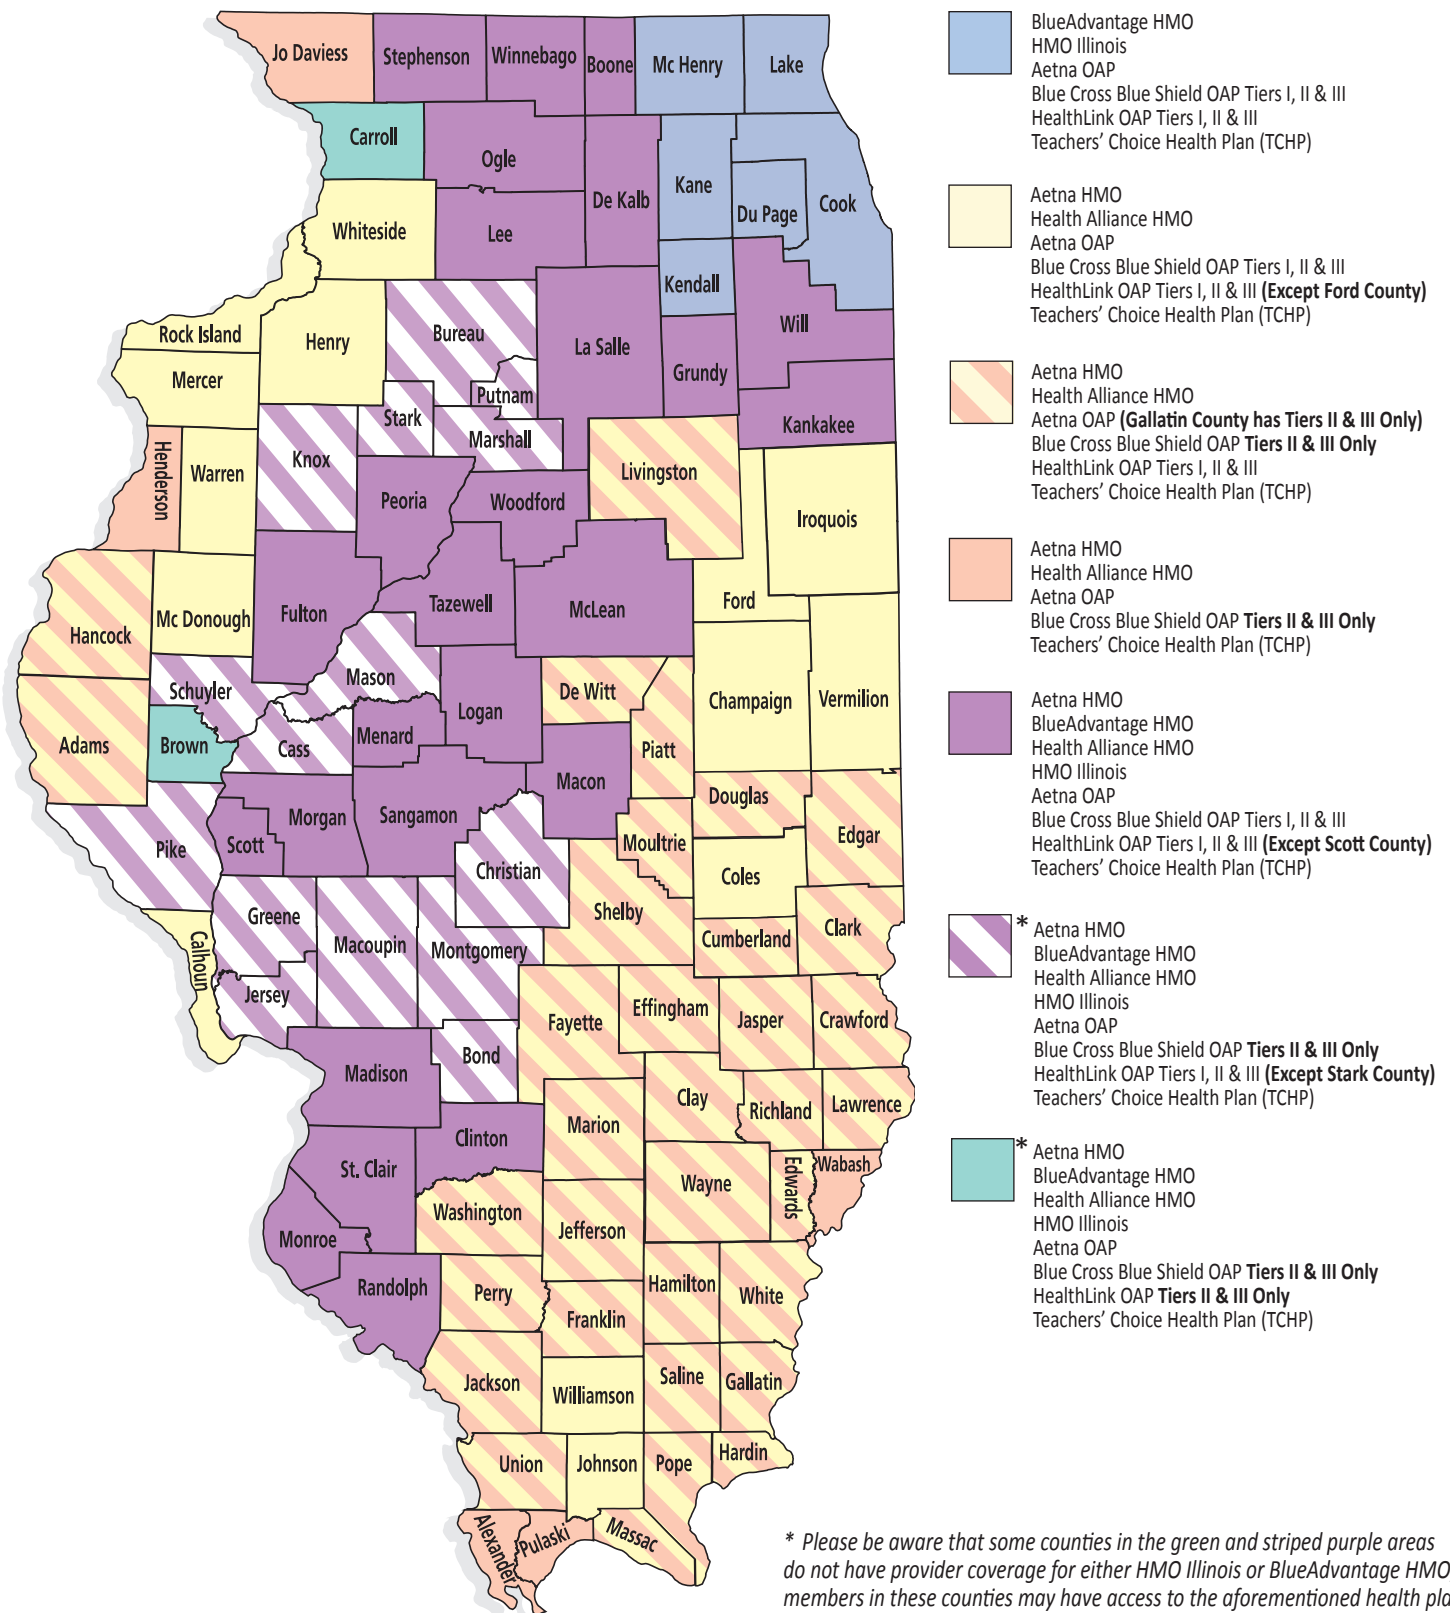 Jo Daviess
Stephenson
Winnebago
Boone
Mc Henry
Lake
Carroll
Ogle
De Kalb
Kane
Du Page
Cook
Whiteside
Lee
Kendall
Rock Island
Henry
Bureau
La Salle
Will
Mercer
Putnam
Grundy
Stark
Kankakee
Henderson
Warren
Knox
Marshall
Livingston
Peoria
Woodford
Iroquois
Hancock
Mc Donough
Fulton
Tazewell
McLean
Ford
Schuyler
Mason
De Witt
Champaign
Vermilion
Adams
Brown
Cass
Menard
Logan
Piatt
Macon
Douglas
Pike
Scott
Morgan
Sangamon
Moultrie
Edgar
Christian
Coles
Calhoun
Greene
Macoupin
Montgomery
Shelby
Cumberland
Clark
Jersey
Fayette
Effingham
Jasper
Crawford
Bond
Madison
Clay
Richland
Lawrence
Marion
Clinton
St. Clair
Wayne
Edwards
Wabash
Washington
Jefferson
Monroe
Randolph
Perry
Hamilton
White
Franklin
Jackson
Williamson
Saline
Gallatin
Union
Johnson
Pope
Hardin
Alexander
Pulaski
Massac
BlueAdvantage HMO
HMO Illinois
Aetna OAP
Blue Cross Blue Shield OAP Tiers I, II & III
HealthLink OAP Tiers I, II & III
Teachers’ Choice Health Plan (TCHP)
Aetna HMO
Health Alliance HMO
Aetna OAP
Blue Cross Blue Shield OAP Tiers I, II & III
HealthLink OAP Tiers I, II & III (Except Ford County)
Teachers’ Choice Health Plan (TCHP)
Aetna HMO
Health Alliance HMO
Aetna OAP (Gallatin County has Tiers II & III Only)
Blue Cross Blue Shield OAP Tiers II & III Only
HealthLink OAP Tiers I, II & III
Teachers’ Choice Health Plan (TCHP)
Aetna HMO
Health Alliance HMO
Aetna OAP
Blue Cross Blue Shield OAP Tiers II & III Only
Teachers’ Choice Health Plan (TCHP)
Aetna HMO
BlueAdvantage HMO
Health Alliance HMO
HMO Illinois
Aetna OAP
Blue Cross Blue Shield OAP Tiers I, II & III
HealthLink OAP Tiers I, II & III (Except Scott County)
Teachers’ Choice Health Plan (TCHP)
* Aetna HMO
BlueAdvantage HMO
Health Alliance HMO
HMO Illinois
Aetna OAP
Blue Cross Blue Shield OAP Tiers II & III Only
HealthLink OAP Tiers I, II & III (Except Stark County)
Teachers’ Choice Health Plan (TCHP)
* Aetna HMO
BlueAdvantage HMO
Health Alliance HMO
HMO Illinois
Aetna OAP
Blue Cross Blue Shield OAP Tiers II & III Only
HealthLink OAP Tiers II & III Only
Teachers’ Choice Health Plan (TCHP)
* Please be aware that some counties in the green and striped purple areas
do not have provider coverage for either HMO Illinois or BlueAdvantage HMO
members in these counties may have access to the aforementioned health